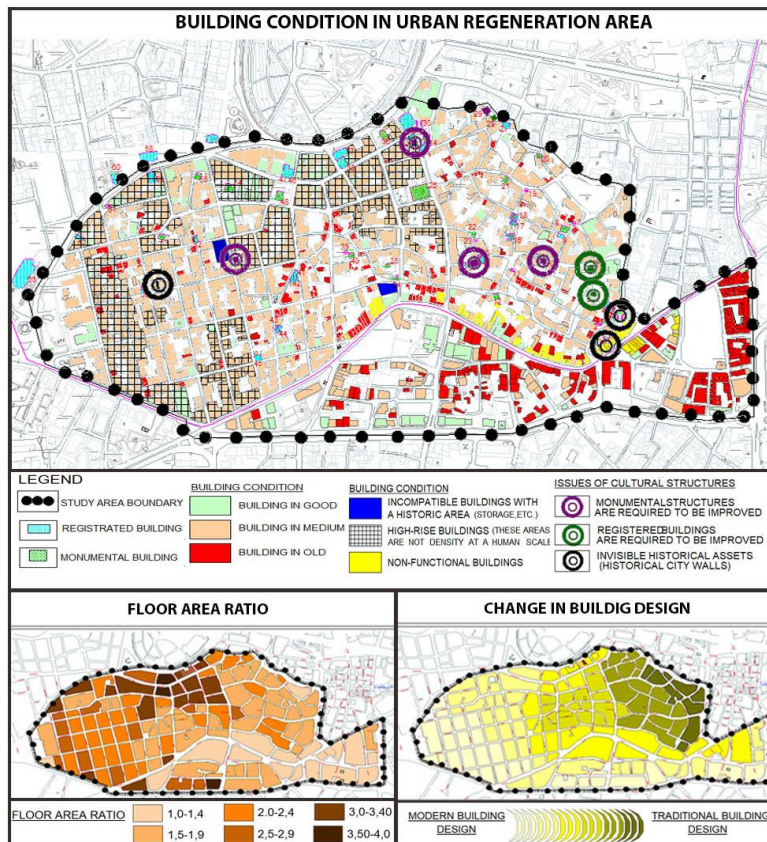 BUILDING CONDITION IN URBAN REGENERATION AREA
LEGEND
STUDY AREA BOUNDARY
REGISTRATED BUILDING
MONUMENTAL BUILDING
BUILDING CONDITION
BUILDING IN GOOD
BUILDING IN MEDIUM
BUILDING IN OLD
BUILDING CONDITION
INCOMPATIBLE BUILDINGS WITH
A HISTORIC AREA (STORAGE,ETC.)
HIGH-RISE BUILDINGS (THESE AREAS
ARE NOT DENSITY AT A HUMAN SCALE
NON-FUNCTIONAL BUILDINGS
ISSUES OF CULTURAL STRUCTURES
MONUMENTALSTRUCTURES
ARE REQUIRED TO BE IMPROVED
REGISTEREDBUILDINGS
ARE REQUIRED TO BE IMPROVED
INVISIBLE HISTORICAL ASSETS
(HISTORICAL CITY WALLS)
FLOOR AREA RATIO
FLOOR AREA RATIO
1,0-1,4
2.0-2,4
3,0-3,40
1,5-1,9
2,5-2,9
3,50-4,0
CHANGE IN BUILDIG DESIGN
MODERN BUILDING
DESIGN
TRADITIONAL BUILDING
DESIGN